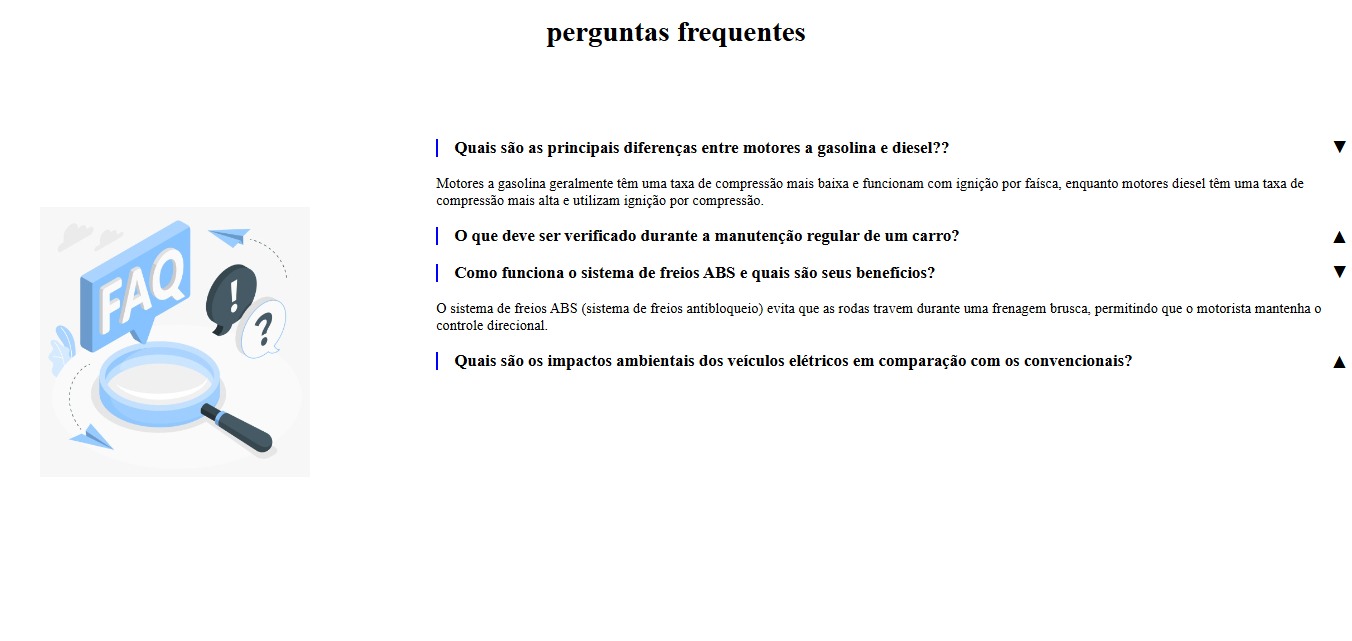 perguntas frequentes
Quais são as principais diferenças entre motores a gasolina e diesel??
▼
Motores a gasolina geralmente têm uma taxa de compressão mais baixa e funcionam com ignição por faísca, enquanto motores diesel têm uma taxa de
compressão mais alta e utilizam ignição por compressão.
O que deve ser verificado durante a manutenção regular de um carro?
▲
Como funciona o sistema de freios ABS e quais são seus benefícios?
▼
O sistema de freios ABS (sistema de freios antibloqueio) evita que as rodas travem durante uma frenagem brusca, permitindo que o motorista mantenha o
controle direcional.
Quais são os impactos ambientais dos veículos elétricos em comparação com os convencionais?
▲
FAQ
!
?